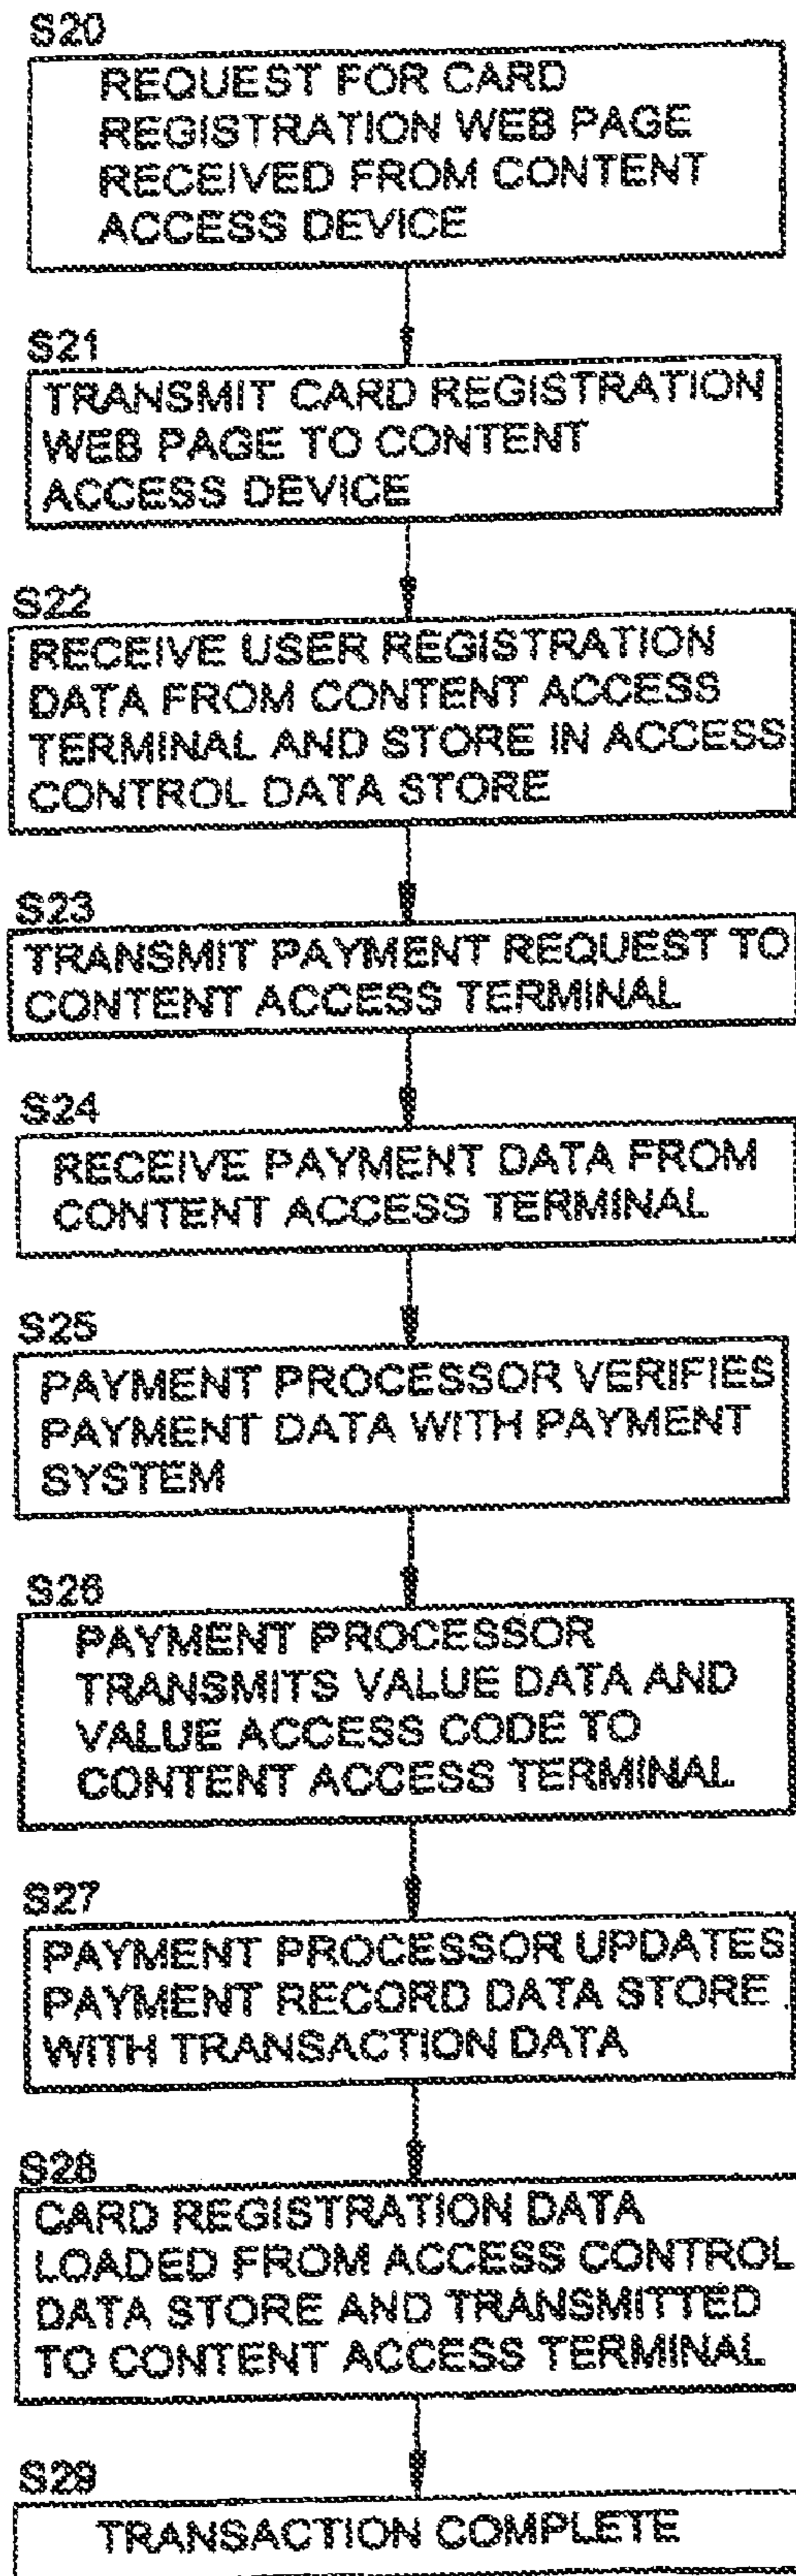 S20
REQUEST FOR CARD
REGISTRATION WEB PAGE
RECEIVED FROM CONTENT
ACCESS DEVICE
S21
TRANSMIT CARD REGISTRATION
WEB PAGE TO CONTENT
ACCESS DEVICE
S22
RECEIVE USER REGISTRATION
DATA FROM CONTENT ACCESS
TERMINAL AND STORE IN ACCESS
CONTROL DATA STORE
S23
TRANSMIT PAYMENT REQUEST TO
CONTENT ACCESS TERMINAL
S24
RECEIVE PAYMENT DATA FROM
CONTENT ACCESS TERMINAL
S25
PAYMENT PROCESSOR VERIFIES
PAYMENT DATA WITH PAYMENT
SYSTEM
S26
PAYMENT PROCESSOR
TRANSMITS VALUE DATA AND
VALUE ACCESS CODE TO
CONTENT ACCESS TERMINAL
S27
PAYMENT PROCESSOR UPDATES
PAYMENT RECORD DATA STORE
WITH TRANSACTION DATA
S28
CARD REGISTRATION DATA
LOADED FROM ACCESS CONTROL
DATA STORE AND TRANSMITTED
TO CONTENT ACCESS TERMINAL
S29
TRANSACTION COMPLETE